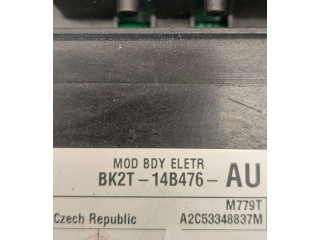 MOD BDY ELETR
BK2T-14B476-AU
M779T
Czech Republic A2C53348837M